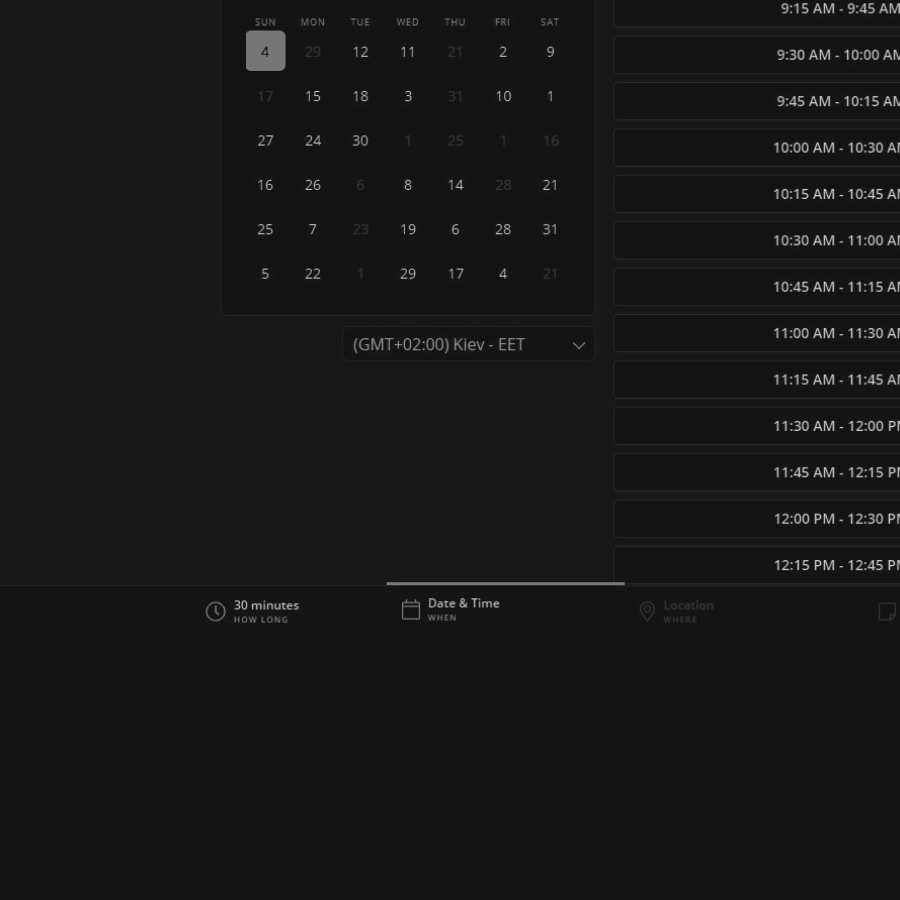 SUN MON TUE WED THU FRI SAT
4 29 12 11 21 2 9
17 15 18 3 31 10 1
27 24 30 1 25 1 16
16 26 6 8 14 28 21
25 7 23 19 6 28 31
5 22 1 29 17 4 21
(GMT+02:00) Kiev - EET
9:15 AM - 9:45 AM
9:30 AM - 10:00 AM
9:45 AM - 10:15 AM
10:00 AM - 10:30 AM
10:15 AM - 10:45 AM
10:30 AM - 11:00 AM
10:45 AM - 11:15 AM
11:00 AM - 11:30 AM
11:15 AM - 11:45 AM
11:30 AM - 12:00 PM
11:45 AM - 12:15 PM
12:00 PM - 12:30 PM
12:15 PM - 12:45 PM
30 minutes
HOW LONG
Date & Time
WHEN
Location
WHERE